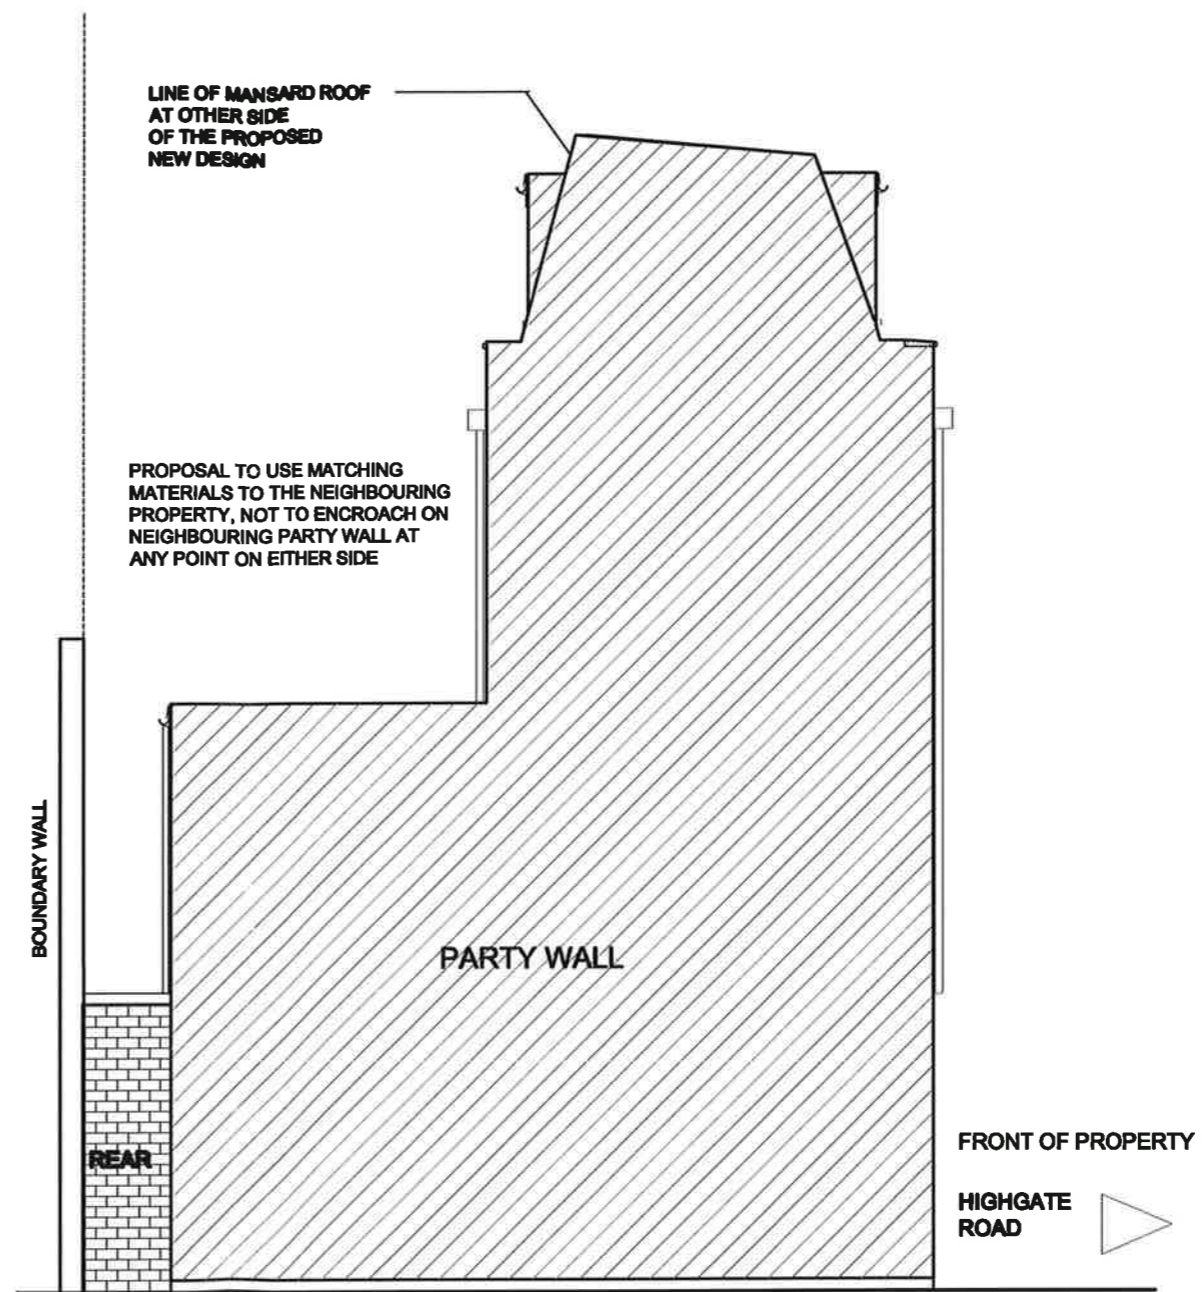 LINE OF MANSARD ROOF
AT OTHER SIDE
OF THE PROPOSED
NEW DESIGN
PROPOSAL TO USE MATCHING
MATERIALS TO THE NEIGHBOURING
PROPERTY, NOT TO ENCROACH ON
NEIGHBOURING PARTY WALL AT
ANY POINT ON EITHER SIDE
BOUNDARY WALL
PARTY WALL
REAR
FRONT OF PROPERTY
HIGHGATE
ROAD